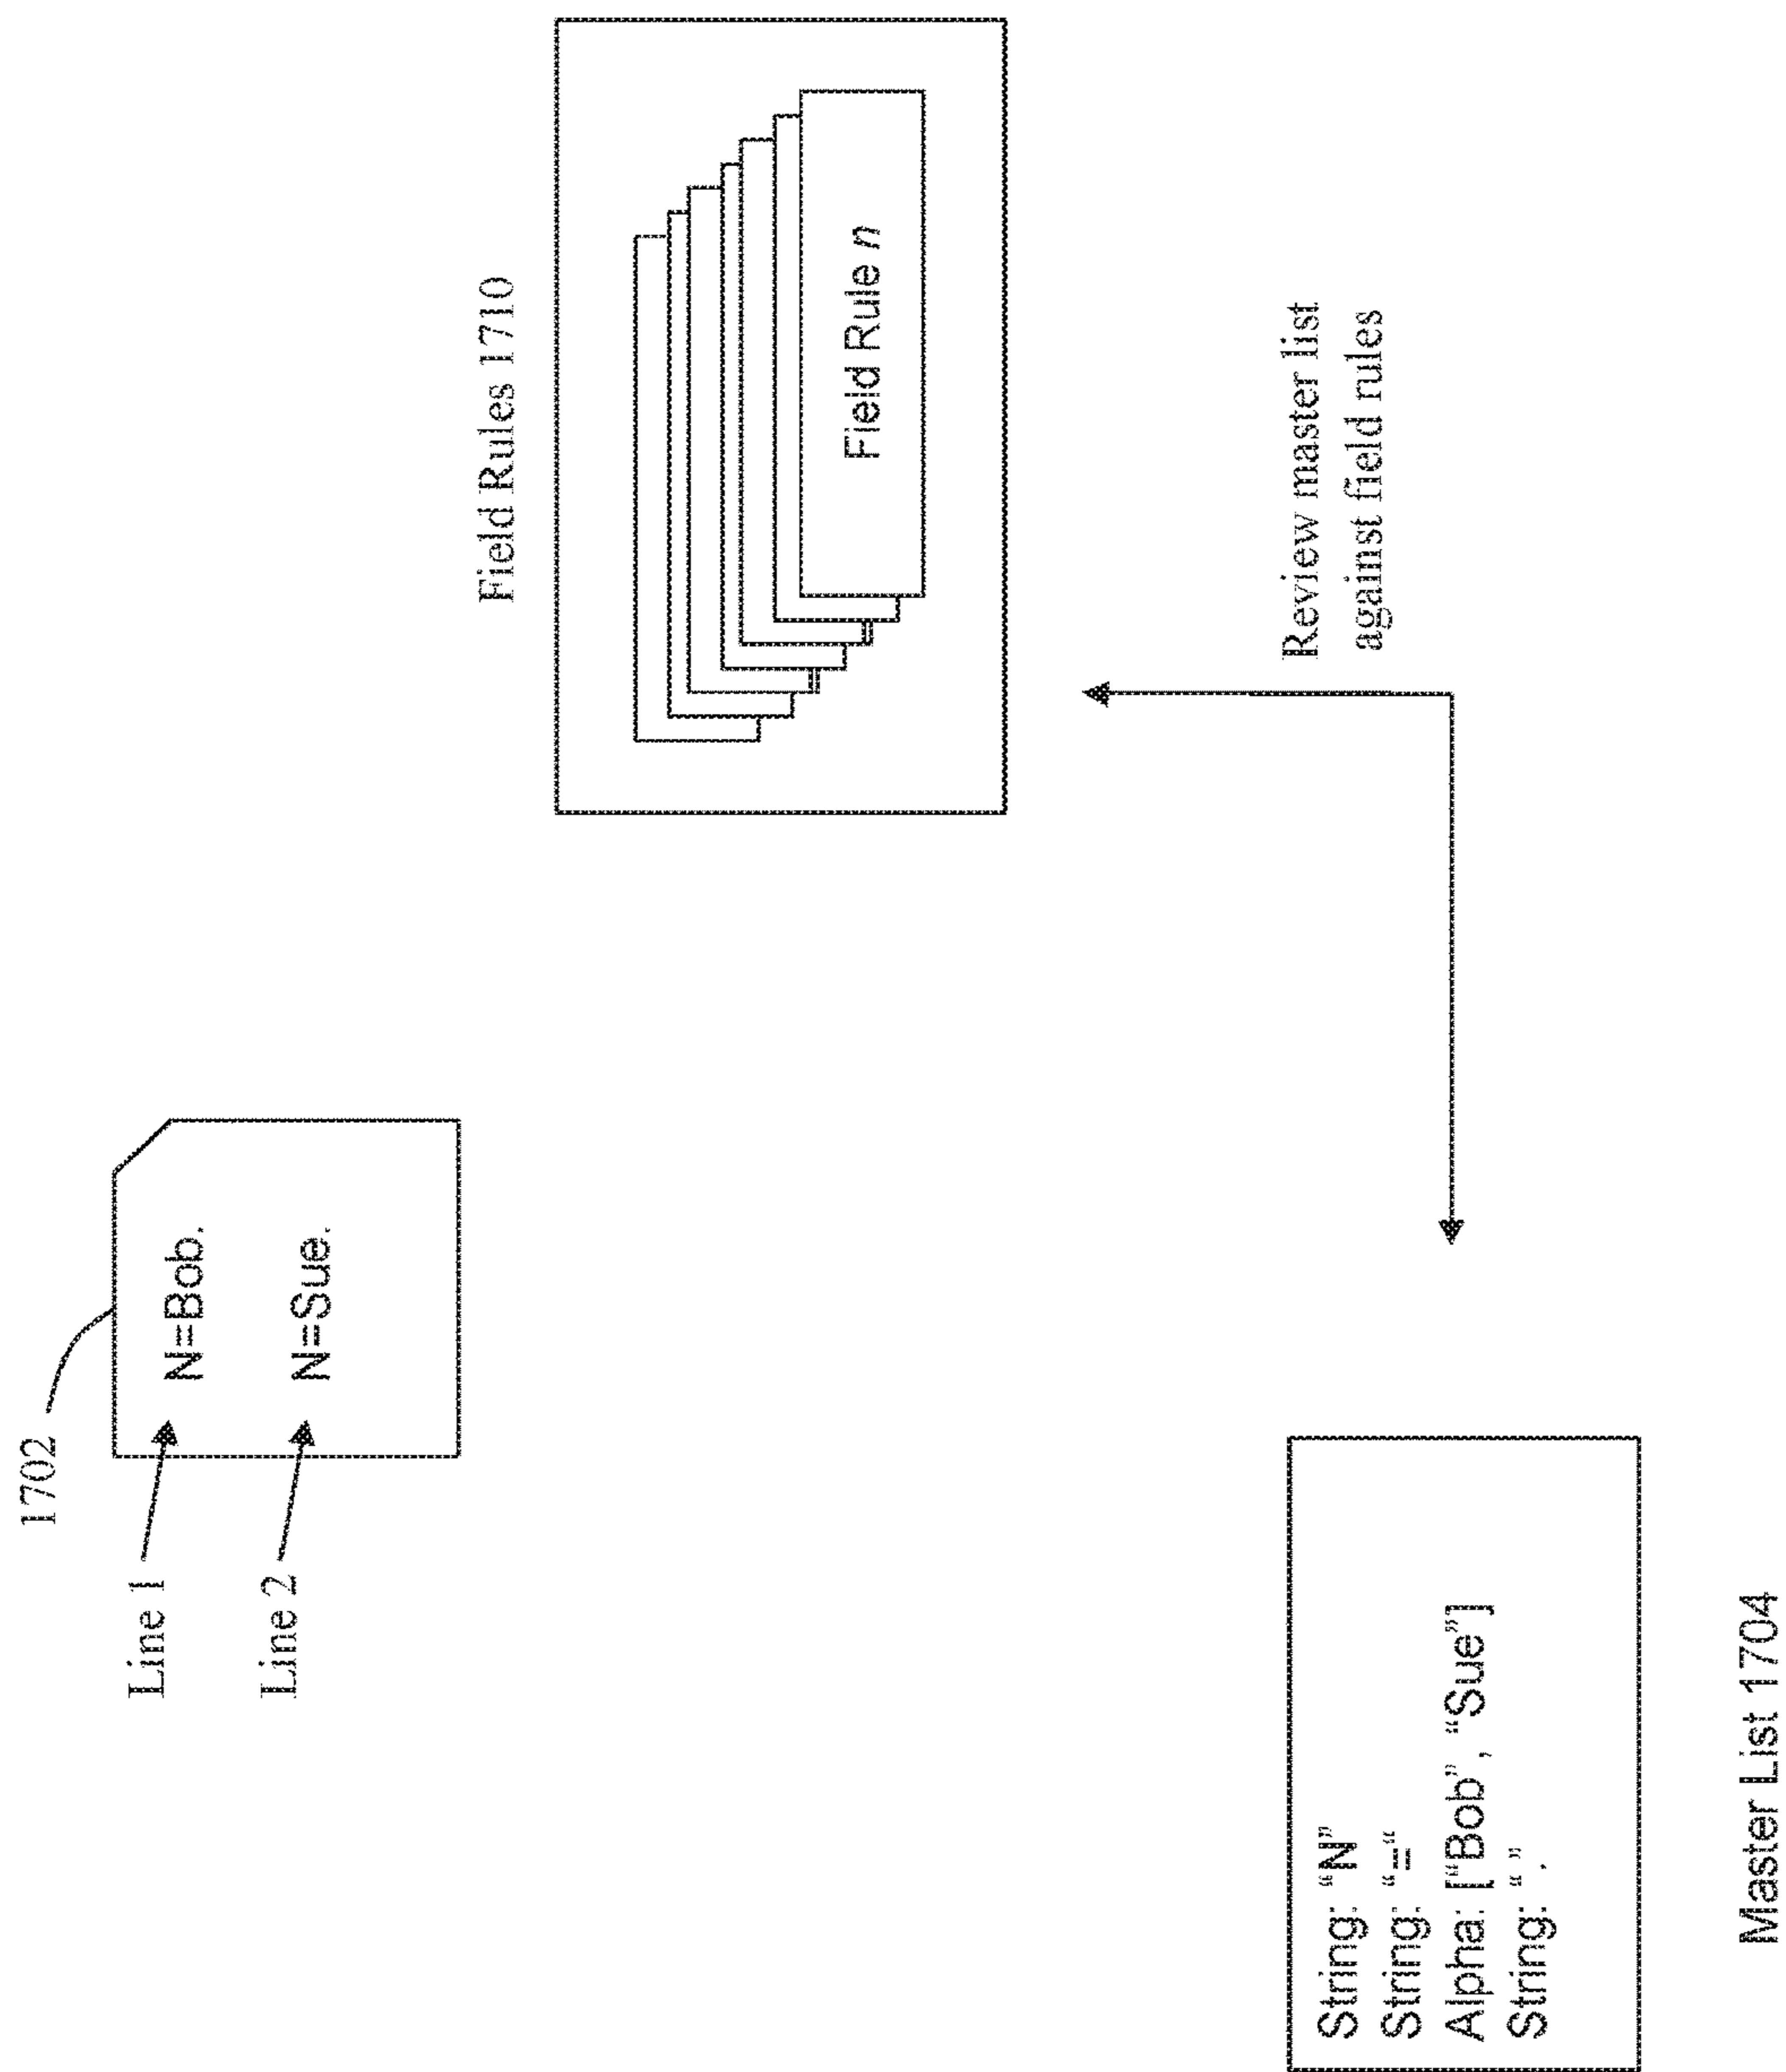 1702
Line 1
N=Bob.
Line 2
N=Sue.
Field Rules 1710
Field Rule n
Review master list
against field rules
String: “N”
String: “=“
Alpha: [“Bob”, “Sue”]
String: “.”
Master List 1704